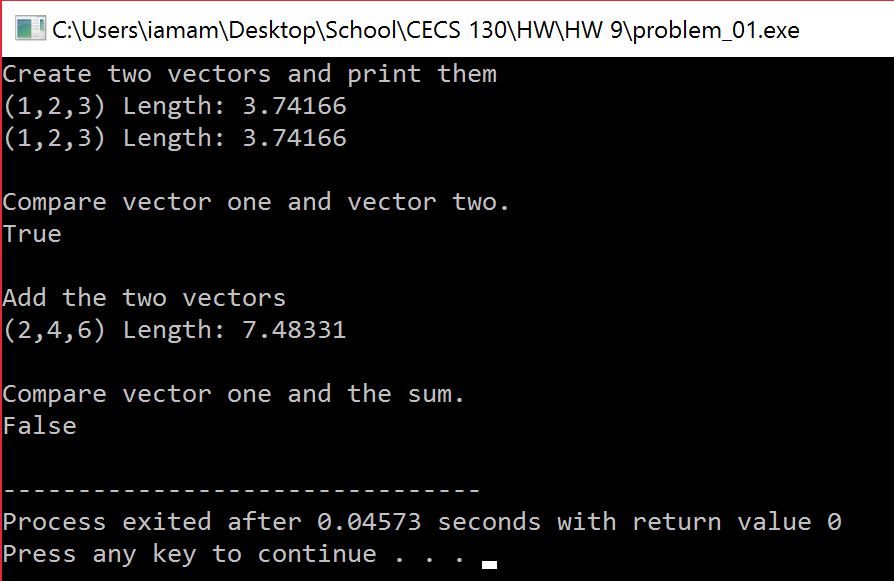 C:\Users\iamam\Desktop\School\CECS 130\HW\HW 9\problem_01.exe
Create two vectors and print them
(1,2,3) Length: 3.74166
(1,2,3) Length: 3.74166
Compare vector one and vector two.
True
Add the two vectors
(2,4,6) Length: 7.48331
Compare vector one and the sum.
False
--------------------------------
Process exited after 0.04573 seconds with return value 0
Press any key to continue . . .